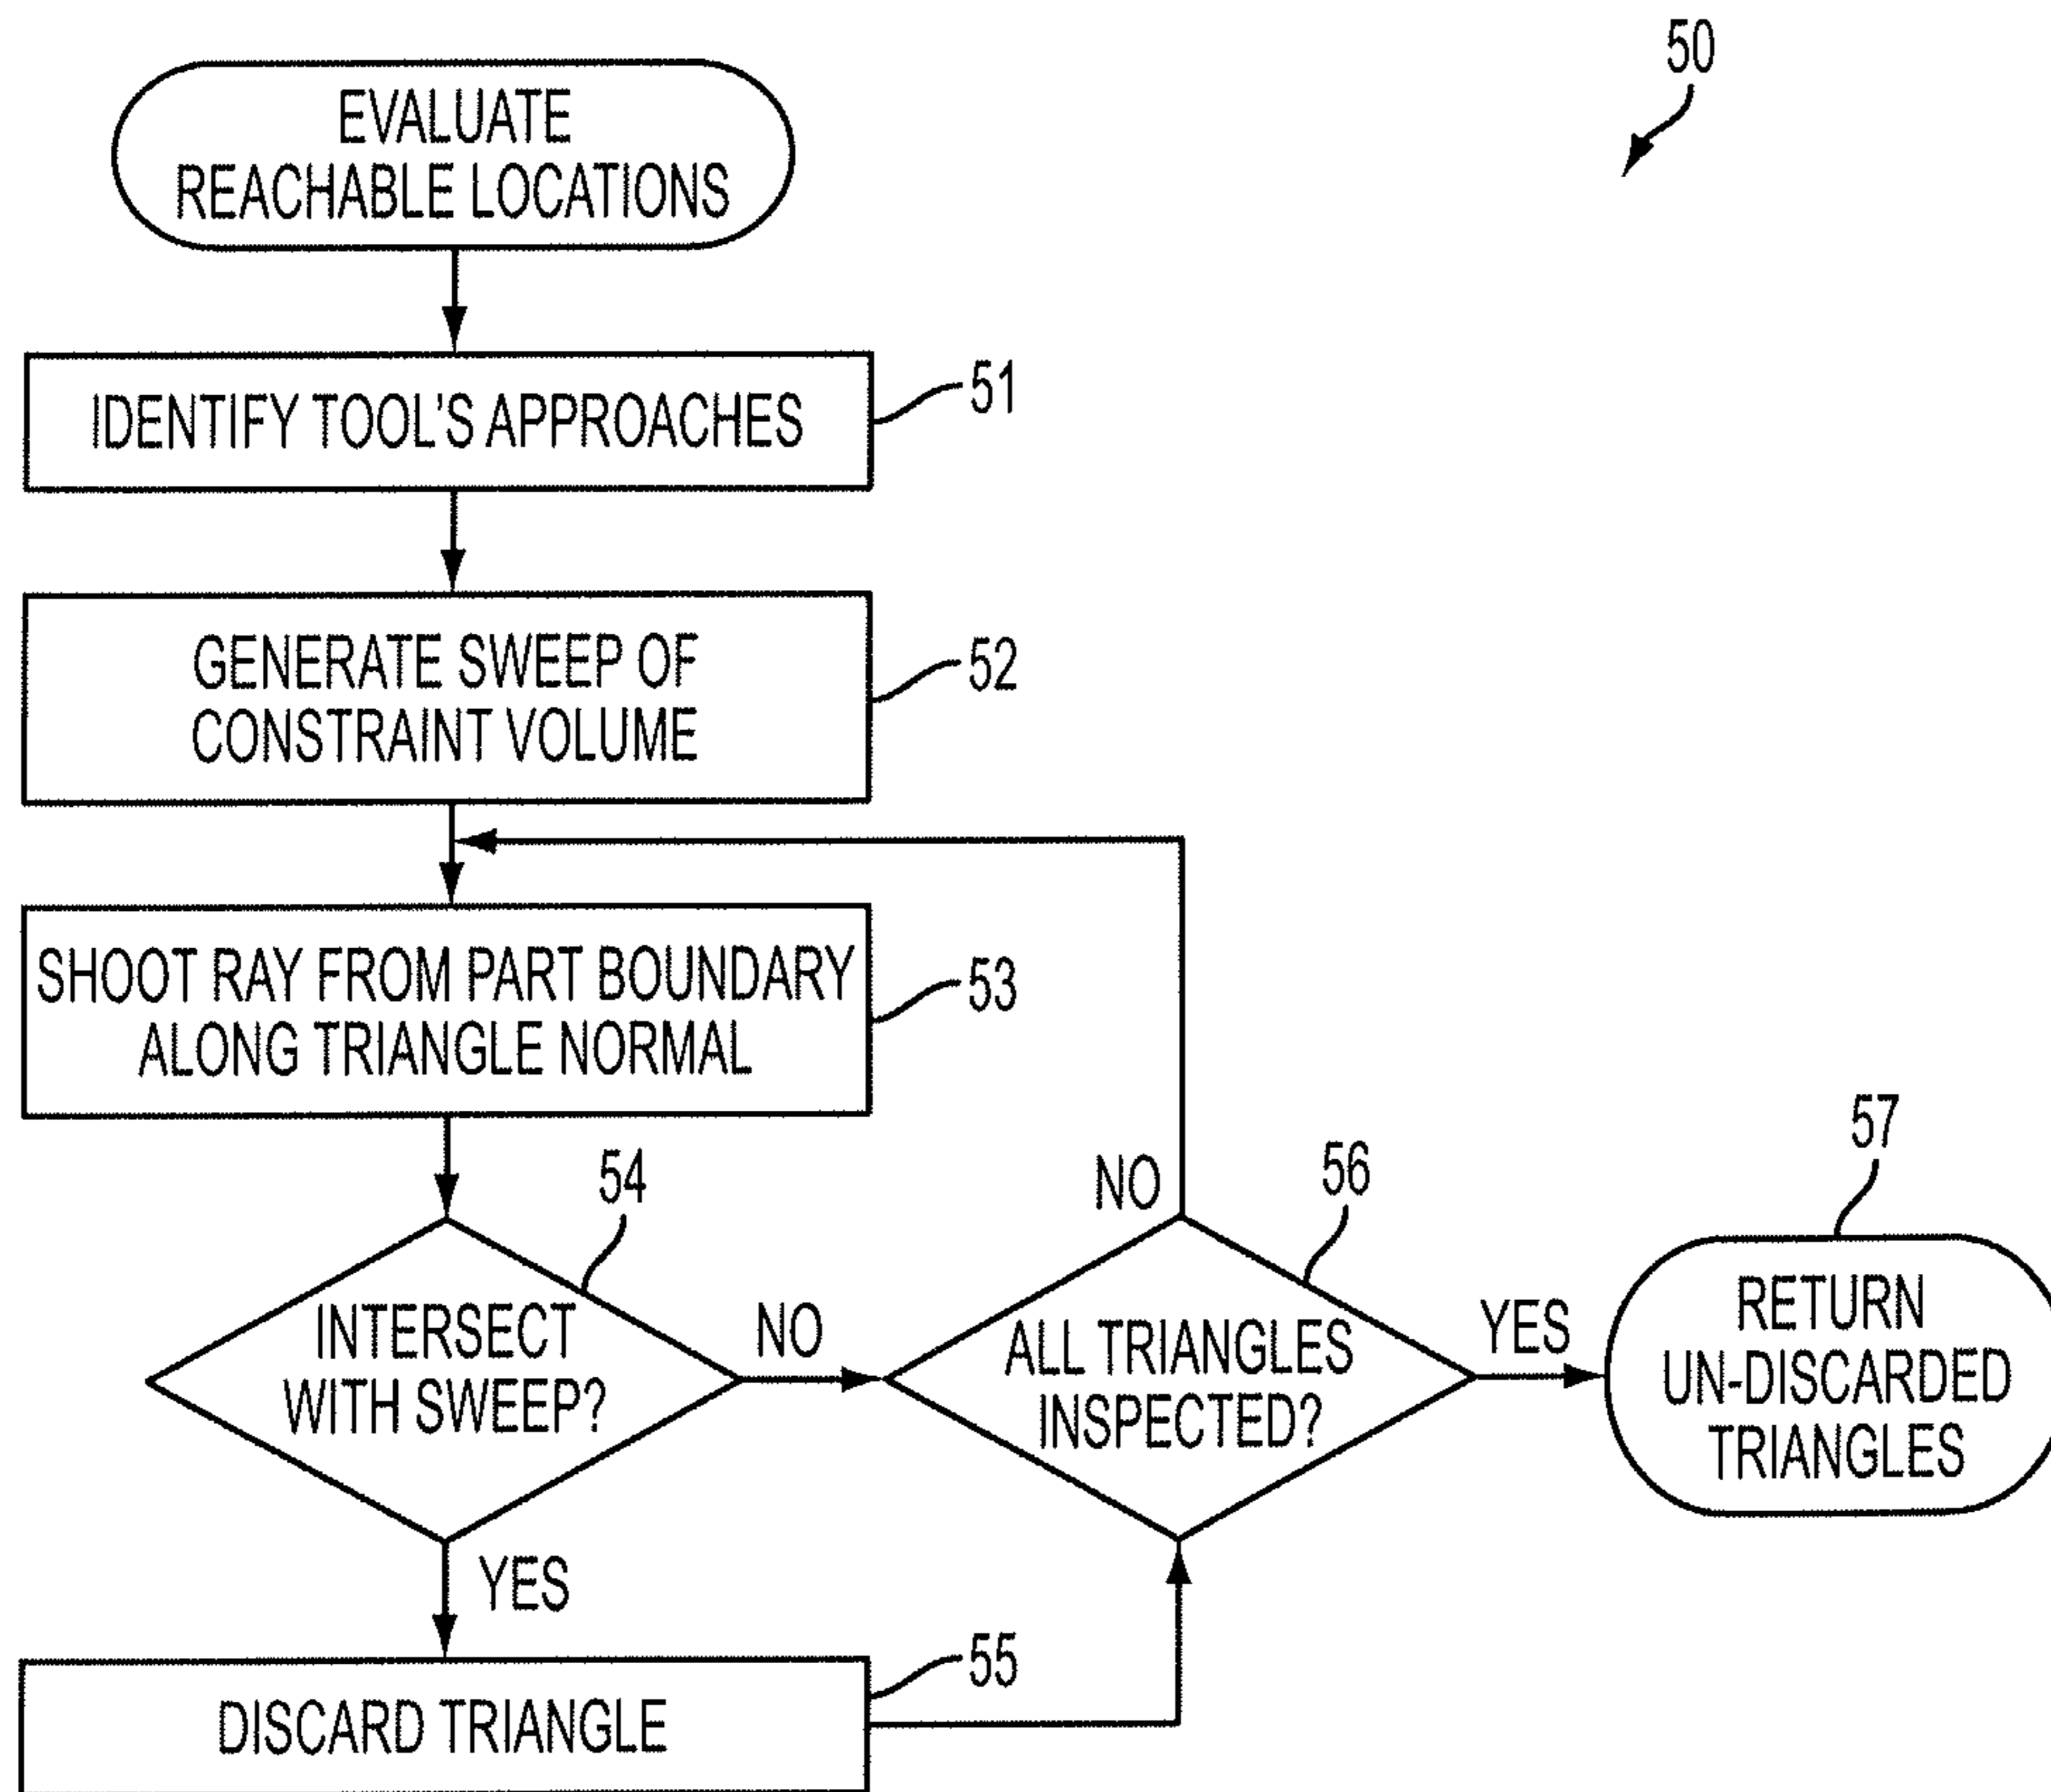 50
EVALUATE
REACHABLE LOCATIONS
IDENTIFY TOOL'S APPROACHES
51
GENERATE SWEEP OF
CONSTRAINT VOLUME
52
SHOOT RAY FROM PART BOUNDARY
ALONG TRIANGLE NORMAL
53
54
INTERSECT
WITH SWEEP?
NO
YES
DISCARD TRIANGLE
55
56
ALL TRIANGLES
INSPECTED?
NO
YES
57
RETURN
UN-DISCARDED
TRIANGLES